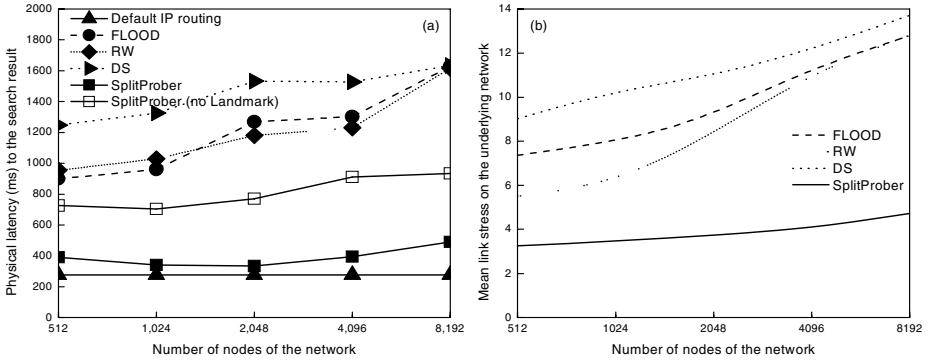 2000
1800
1600
1400
1200
1000
800
600
400
200
0
Physical latency (ms) to the search result
Default IP routing
FLOOD
RW
DS
SplitProber
SplitProber (no Landmark)
(a)
512
1,024
2,048
4,096
8,192
Number of nodes of the network
14
12
10
8
6
4
2
0
Mean link stress on the underlying network
(b)
FLOOD
RW
DS
SplitProber
512
1024
2048
4096
8192
Number of nodes of the network